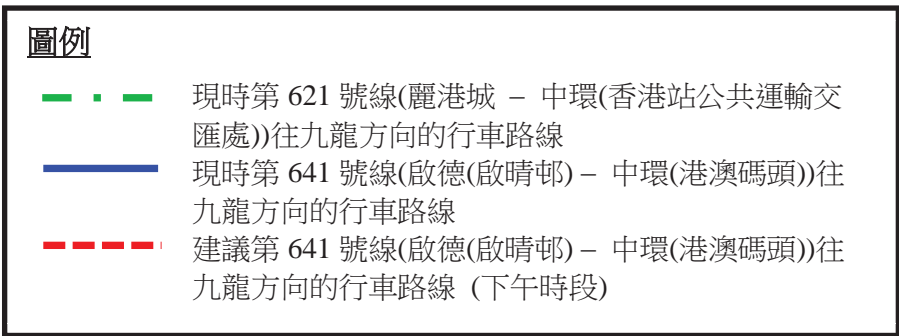 圖例
現時第 621 號線(麗港城 – 中環(香港站公共運輸交
匯處))往九龍方向的行車路線
現時第 641 號線(啟德(啟晴邨) – 中環(港澳碼頭))往
九龍方向的行車路線
建議第 641 號線(啟德(啟晴邨) – 中環(港澳碼頭))往
九龍方向的行車路線 (下午時段)